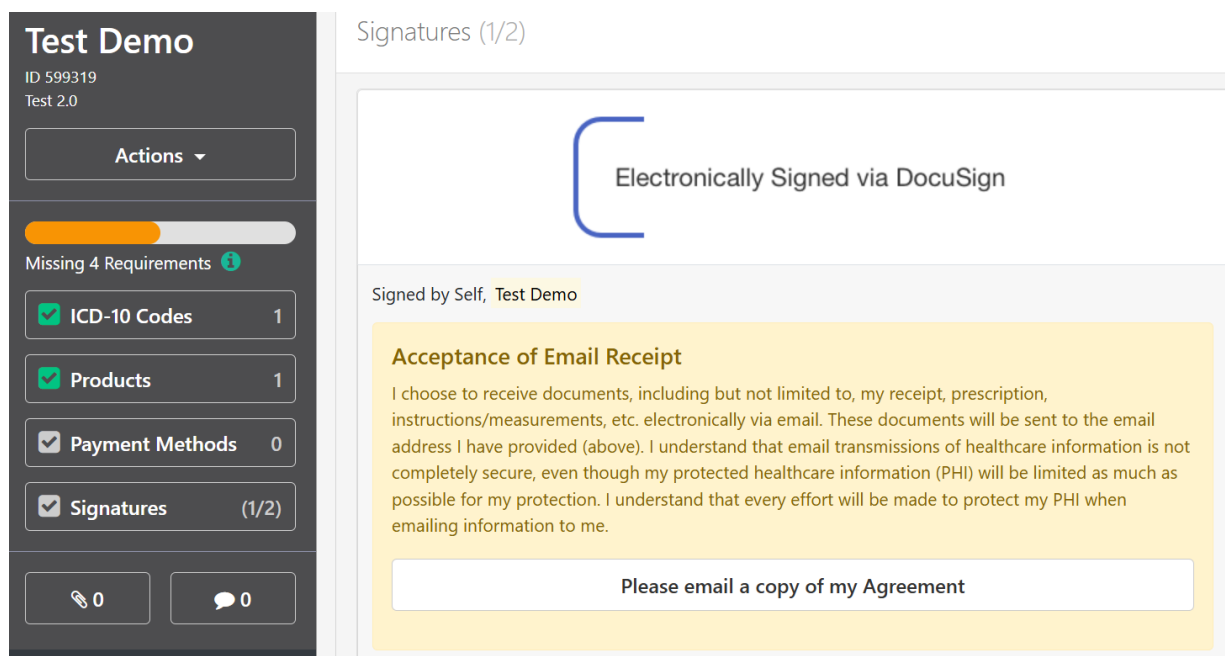 Test Demo
ID 599319
Test 2.0
Actions
Missing 4 Requirements
ICD-10 Codes 1
Products 1
Payment Methods 0
Signatures (1/2)
0 0
Signatures (1/2)
Electronically Signed via DocuSign
Signed by Self, Test Demo
Acceptance of Email Receipt
I choose to receive documents, including but not limited to, my receipt, prescription,
instructions/measurements, etc. electronically via email. These documents will be sent to the email
address I have provided (above). I understand that email transmissions of healthcare information is not
completely secure, even though my protected healthcare information (PHI) will be limited as much as
possible for my protection. I understand that every effort will be made to protect my PHI when
emailing information to me.
Please email a copy of my Agreement